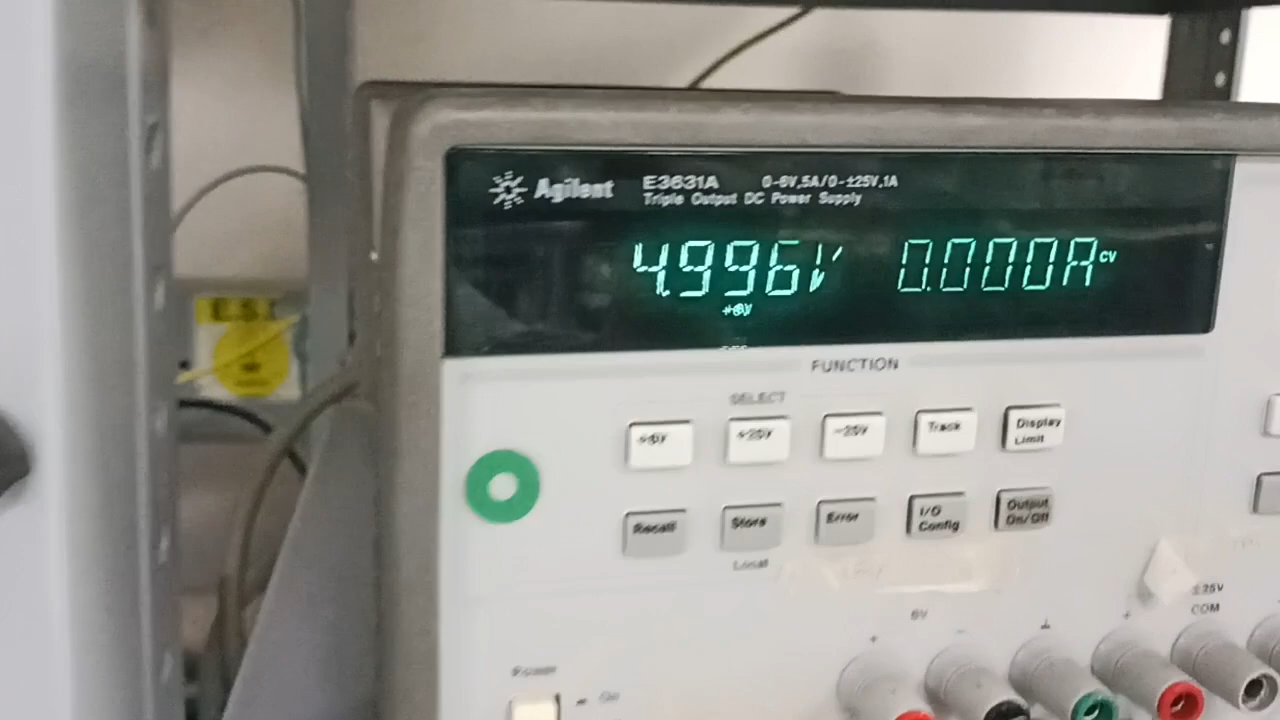 Agilent
E3631A 0-6V,5A/0-±25V,1A
Triple Output DC Power Supply
4.996V 0.000A CV
+6V
FUNCTION
SELECT
+6V +25V -25V Track Display Limit
Recall Store Error I/O Config Output On/Off
Local
6V ±25V
COM
+ - + 
Power
On